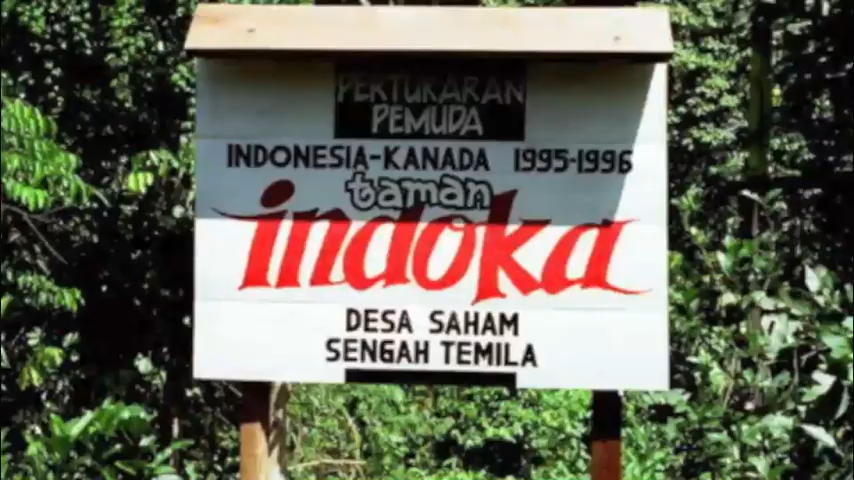 PERTUKARAN
PEMUDA
INDONESIA-KANADA 1995-1996
taman
indoka
DESA SAHAM
SENGAH TEMILA